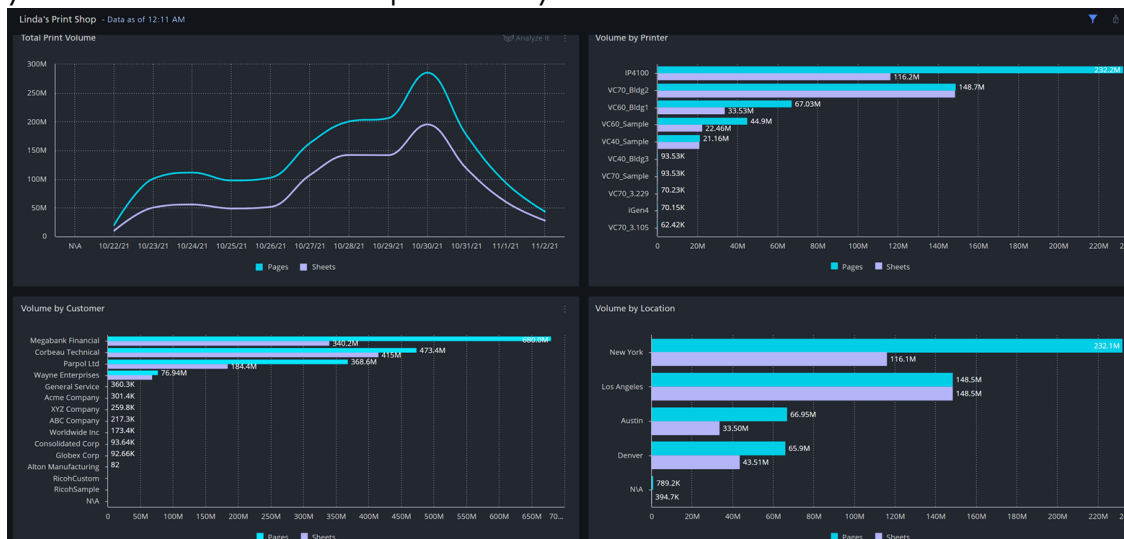 Linda's Print Shop - Data as of 12:11 AM
Total Print Volume
Analyze It
300M
250M
200M
150M
100M
50M
0
N\A 10/22/21 10/23/21 10/24/21 10/25/21 10/26/21 10/27/21 10/28/21 10/29/21 10/30/21 10/31/21 11/1/21 11/2/21
Pages Sheets
Volume by Printer
IP4100 232.2M
116.2M
VC70_Bldg2 148.7M
VC60_Bldg1 67.03M
33.53M
VC60_Sample 44.9M
22.46M
VC40_Sample 21.16M
VC40_Bldg3 93.53K
VC70_Sample 93.53K
VC70_3.229 70.23K
iGen4 70.15K
VC70_3.105 62.42K
0 20M 40M 60M 80M 100M 120M 140M 160M 180M 200M 220M 2
Pages Sheets
Volume by Customer
Megabank Financial 680.0M
340.2M
Corbeau Technical 473.4M
415M
Parpol Ltd 368.6M
184.4M
Wayne Enterprises 76.94M
General Service 360.3K
Acme Company 301.4K
XYZ Company 259.8K
ABC Company 217.3K
Worldwide Inc 173.4K
Consolidated Corp 93.64K
Globex Corp 92.66K
Alton Manufacturing 82
RicohCustom
RicohSample
N\A
0 50M 100M 150M 200M 250M 300M 350M 400M 450M 500M 550M 600M 650M 70...
Pages Sheets
Volume by Location
New York 232.1M
116.1M
Los Angeles 148.5M
148.5M
Austin 66.95M
33.50M
Denver 65.9M
43.51M
N\A 789.2K
394.7K
0 20M 40M 60M 80M 100M 120M 140M 160M 180M 200M 220M 2
Pages Sheets